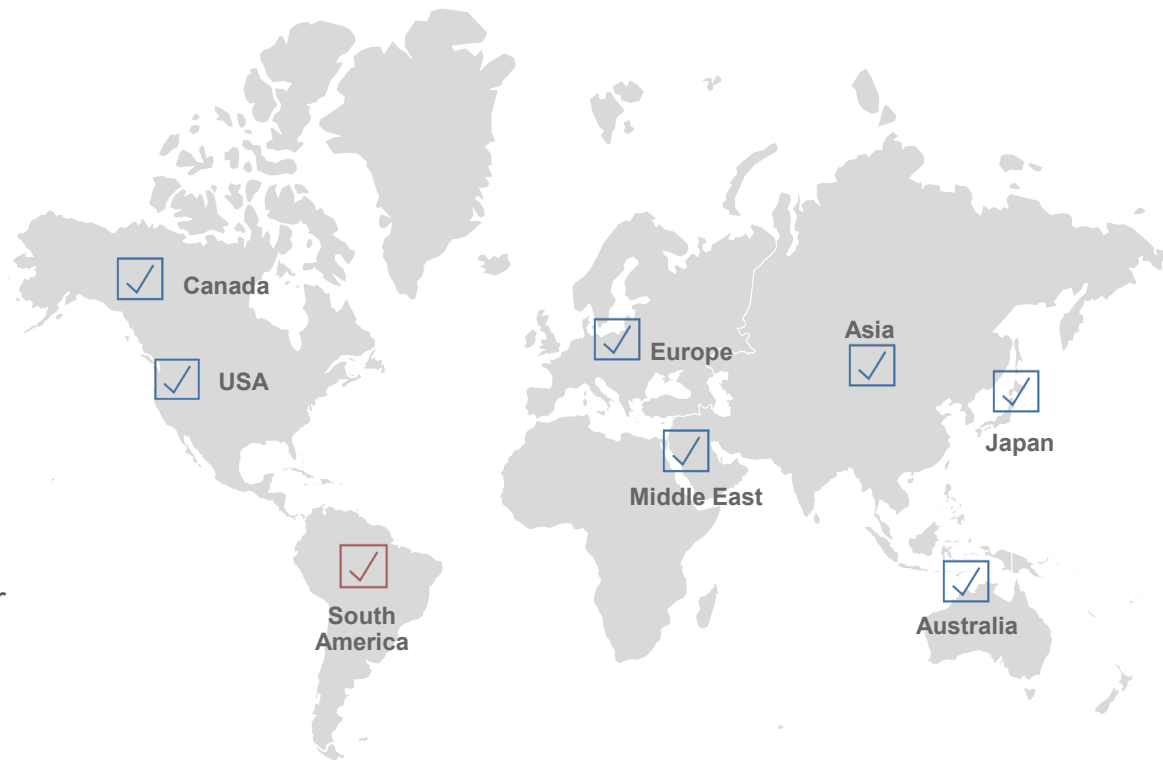 Canada
USA
Europe
Asia
Japan
Middle East
South
America
Australia
r